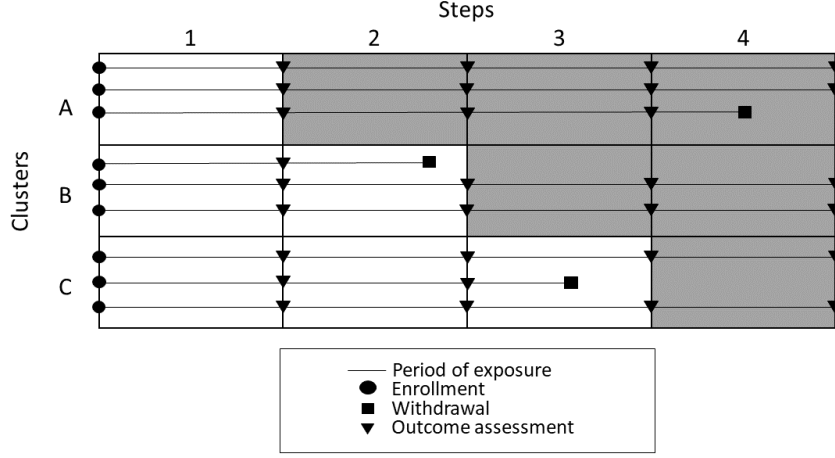 Steps
1 2 3 4
Clusters
A
B
C
Period of exposure
Enrollment
Withdrawal
Outcome assessment